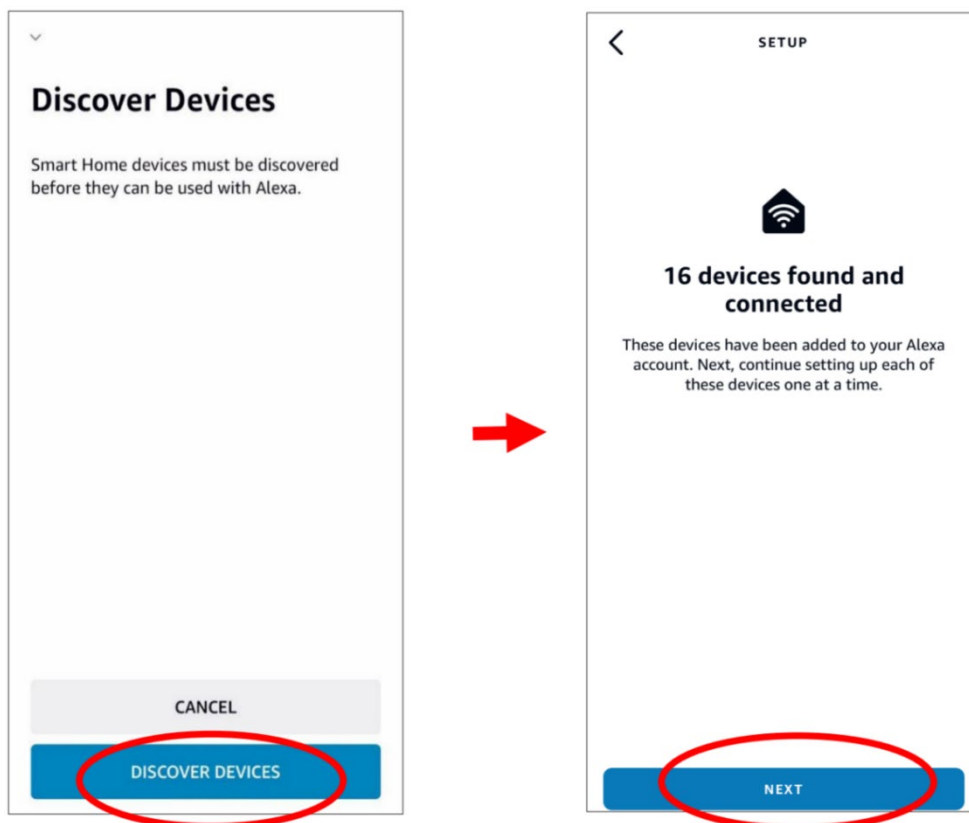 Discover Devices
Smart Home devices must be discovered
before they can be used with Alexa.
CANCEL
DISCOVER DEVICES
SETUP
16 devices found and
connected
These devices have been added to your Alexa
account. Next, continue setting up each of
these devices one at a time.
NEXT